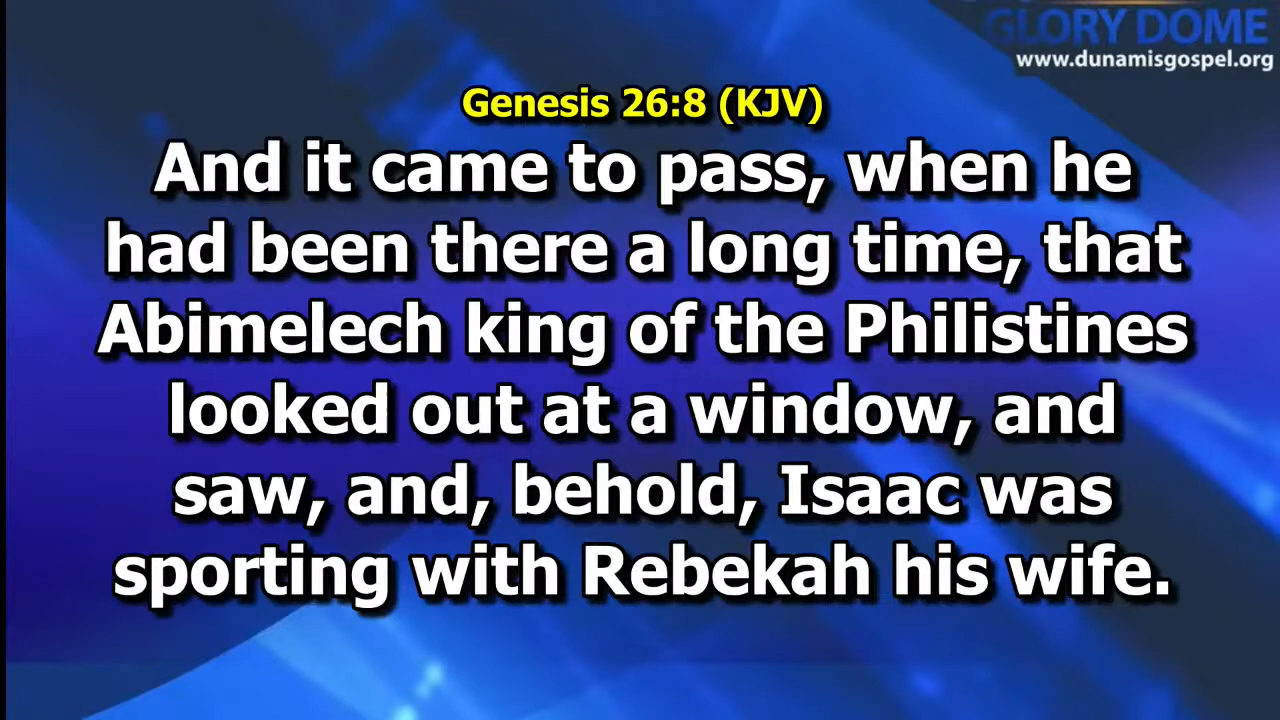 GLORY DOME
www.dunamisgospel.org
Genesis 26:8 (KJV)
And it came to pass, when he
had been there a long time, that
Abimelech king of the Philistines
looked out at a window, and
saw, and, behold, Isaac was
sporting with Rebekah his wife.